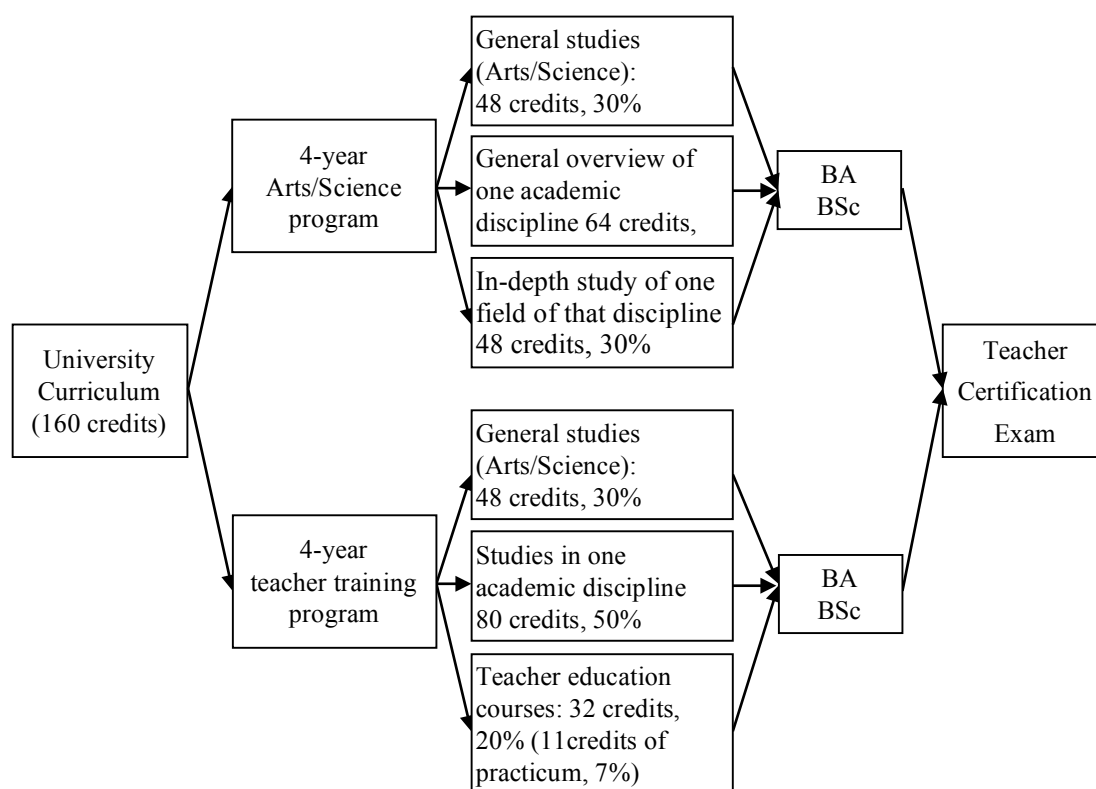 University
Curriculum
(160 credits)
4-year
Arts/Science
program
General studies
(Arts/Science):
48 credits, 30%
General overview of
one academic
discipline 64 credits,
In-depth study of one
field of that discipline
48 credits, 30%
BA
BSc
4-year
teacher training
program
General studies
(Arts/Science):
48 credits, 30%
Studies in one
academic discipline
80 credits, 50%
Teacher education
courses: 32 credits,
20% (11credits of
practicum, 7%)
BA
BSc
Teacher
Certification
Exam